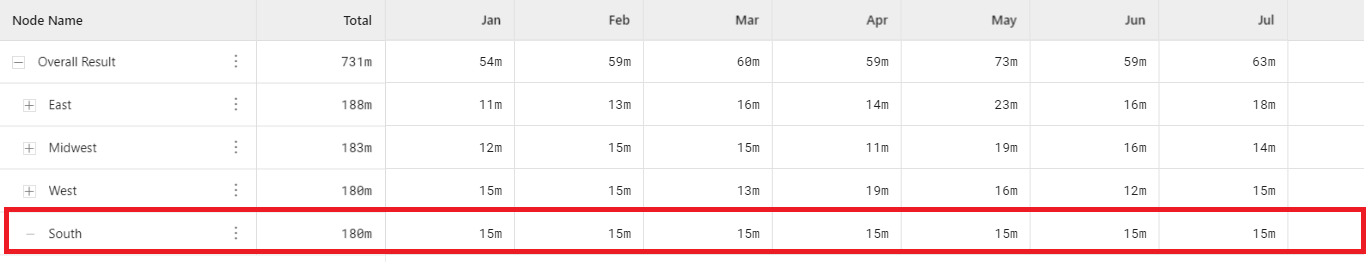 Node Name Total Jan Feb Mar Apr May Jun Jul
Overall Result 731m 54m 59m 60m 59m 73m 59m 63m
East 188m 11m 13m 16m 14m 23m 16m 18m
Midwest 183m 12m 15m 15m 11m 19m 16m 14m
West 180m 15m 15m 13m 19m 16m 12m 15m
South 180m 15m 15m 15m 15m 15m 15m 15m